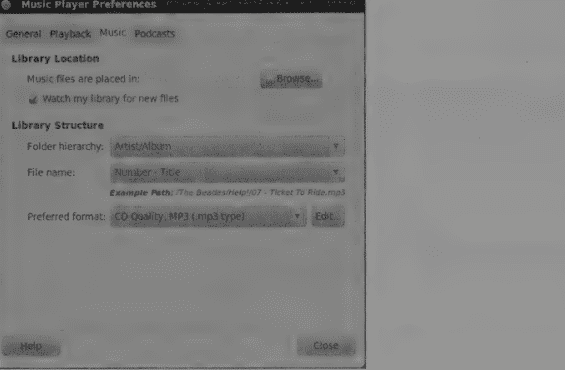 Music Player Preferences
General Playback Music Podcasts
Library Location
Music files are placed in: Browse...
Watch my library for new files
Library Structure
Folder hierarchy: Artist/Album
File name: Number - Title
Example Path: /The Beatles/Help!/07 - Ticket To Ride.mp3
Preferred format: CD Quality, MP3 (.mp3 type) Edit...
Help Close